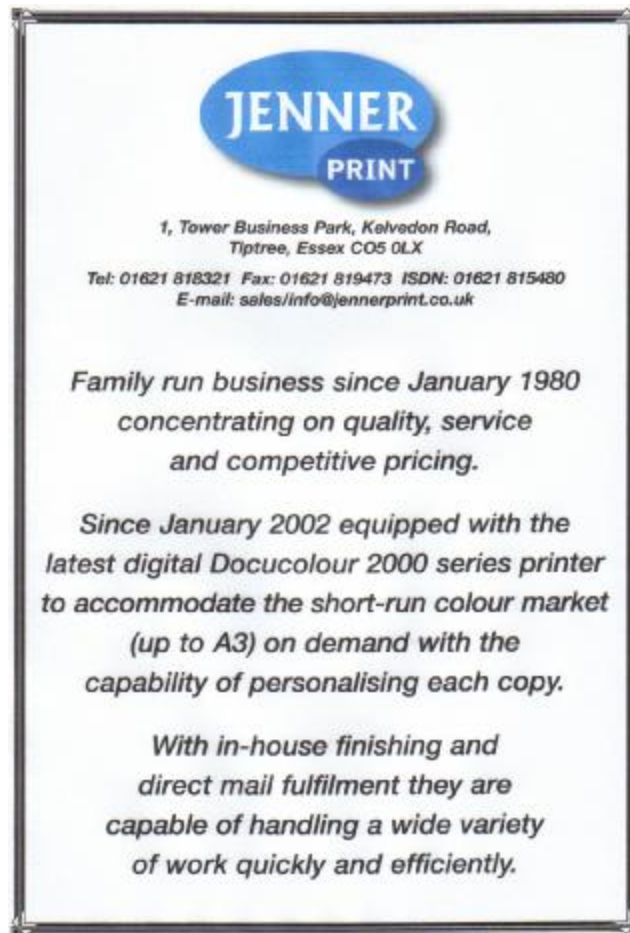 JENNER
PRINT
1, Tower Business Park, Kelvedon Road,
Tiptree, Essex CO5 0LX
Tel: 01621 818321 Fax: 01621 819473 ISDN: 01621 815480
E-mail: sales/info@jennerprint.co.uk
Family run business since January 1980
concentrating on quality, service
and competitive pricing.
Since January 2002 equipped with the
latest digital Docucolour 2000 series printer
to accommodate the short-run colour market
(up to A3) on demand with the
capability of personalising each copy.
With in-house finishing and
direct mail fulfilment they are
capable of handling a wide variety
of work quickly and efficiently.